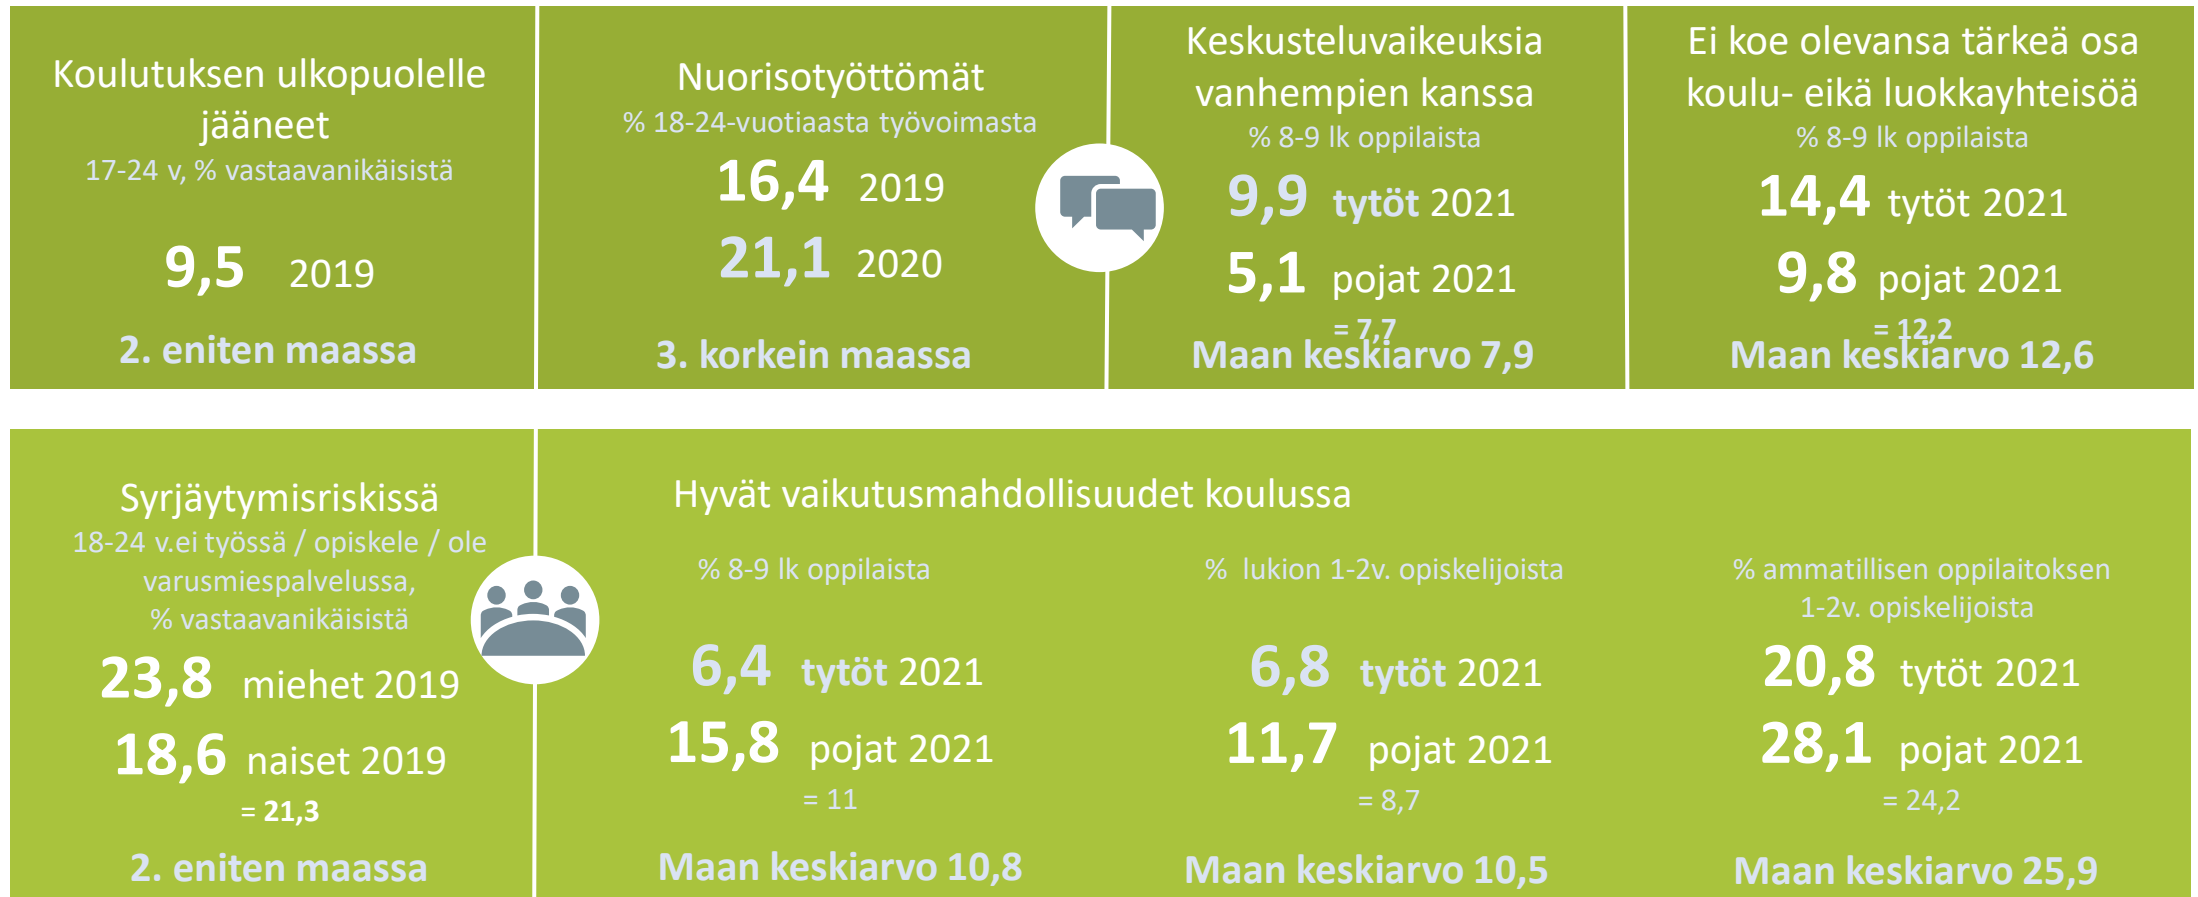 Koulutuksen ulkopuolelle
jääneet
17-24 v, % vastaavanikäisistä
9,5 2019
2. eniten maassa
Nuorisotyöttömät
% 18-24-vuotiaasta työvoimasta
16,4 2019
21,1 2020
3. korkein maassa
Keskusteluvaikeuksia
vanhempien kanssa
% 8-9 lk oppilaista
9,9 tytöt 2021
5,1 pojat 2021
= 7,7
Maan keskiarvo 7,9
Ei koe olevansa tärkeä osa
koulu- eikä luokkayhteisöä
% 8-9 lk oppilaista
14,4 tytöt 2021
9,8 pojat 2021
= 12,2
Maan keskiarvo 12,6
Syrjäytymisriskissä
18-24 v.ei työssä / opiskele / ole
varusmiespalvelussa,
% vastaavanikäisistä
23,8 miehet 2019
18,6 naiset 2019
= 21,3
2. eniten maassa
Hyvät vaikutusmahdollisuudet koulussa
% 8-9 lk oppilaista
6,4 tytöt 2021
15,8 pojat 2021
= 11
Maan keskiarvo 10,8
% lukion 1-2v. opiskelijoista
6,8 tytöt 2021
11,7 pojat 2021
= 8,7
Maan keskiarvo 10,5
% ammatillisen oppilaitoksen
1-2v. opiskelijoista
20,8 tytöt 2021
28,1 pojat 2021
= 24,2
Maan keskiarvo 25,9